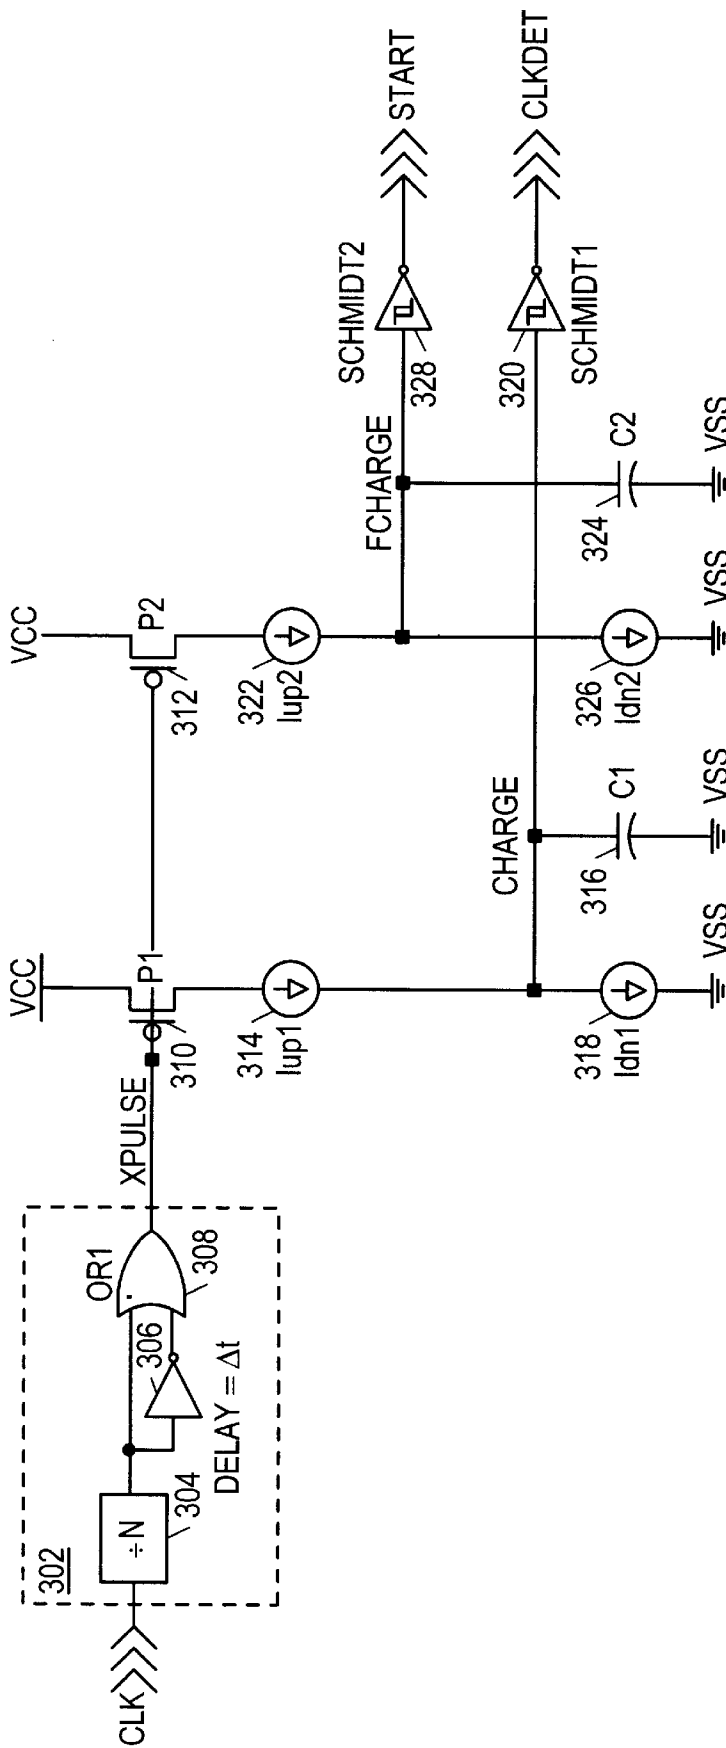 CLK
302
÷N
304
306
DELAY = Δt
OR1
308
XPULSE
VCC
P1
310
314
Iup1
318
Idn1
VSS
CHARGE
316
C1
VSS
VCC
P2
312
322
Iup2
326
Idn2
VSS
FCHARGE
324
C2
VSS
SCHMIDT2
328
START
320
SCHMIDT1
CLKDET